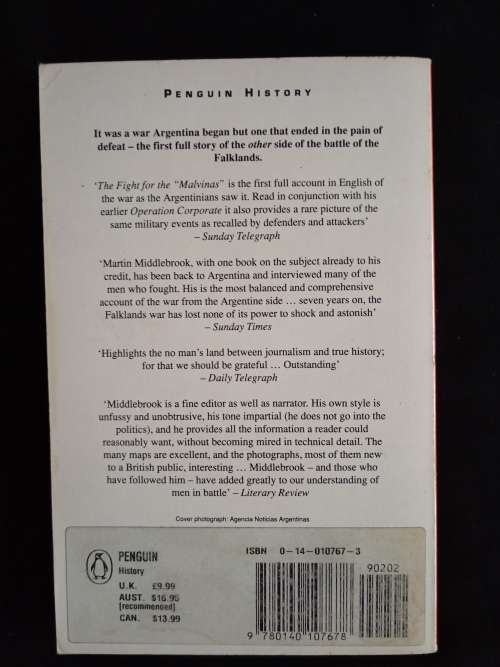 PENGUIN HISTORY
It was a war Argentina began but one that ended in the pain of
defeat – the first full story of the other side of the battle of the
Falklands.
‘The Fight for the “Malvinas” is the first full account in English of
the war as the Argentinians saw it. Read in conjunction with his
earlier Operation Corporate it also provides a rare picture of the
same military events as recalled by defenders and attackers’
– Sunday Telegraph
‘Martin Middlebrook, with one book on the subject already to his
credit, has been back to Argentina and interviewed many of the
men who fought. His is the most balanced and comprehensive
account of the war from the Argentine side ... seven years on, the
Falklands war has lost none of its power to shock and astonish’
– Sunday Times
‘Highlights the no man’s land between journalism and true history;
for that we should be grateful ... Outstanding’
– Daily Telegraph
‘Middlebrook is a fine editor as well as narrator. His own style is
unfussy and unobtrusive, his tone impartial (he does not go into the
politics), and he provides all the information a reader could
reasonably want, without becoming mired in technical detail. The
many maps are excellent, and the photographs, most of them new
to a British public, interesting ... Middlebrook – and those who
have followed him – have added greatly to our understanding of
men in battle’ – Literary Review
Cover photograph: Agencia Noticias Argentinas
PENGUIN
History
U.K. £9.99
AUST. $16.95
[recommended]
CAN. $13.99
ISBN 0-14-010767-3
90202
9 780140 107678